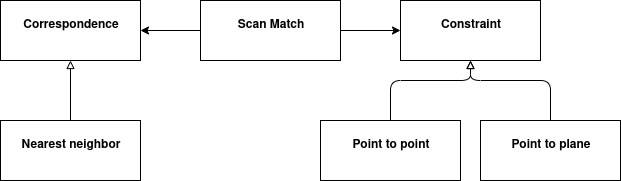 Correspondence
Scan Match
Constraint
Nearest neighbor
Point to point
Point to plane